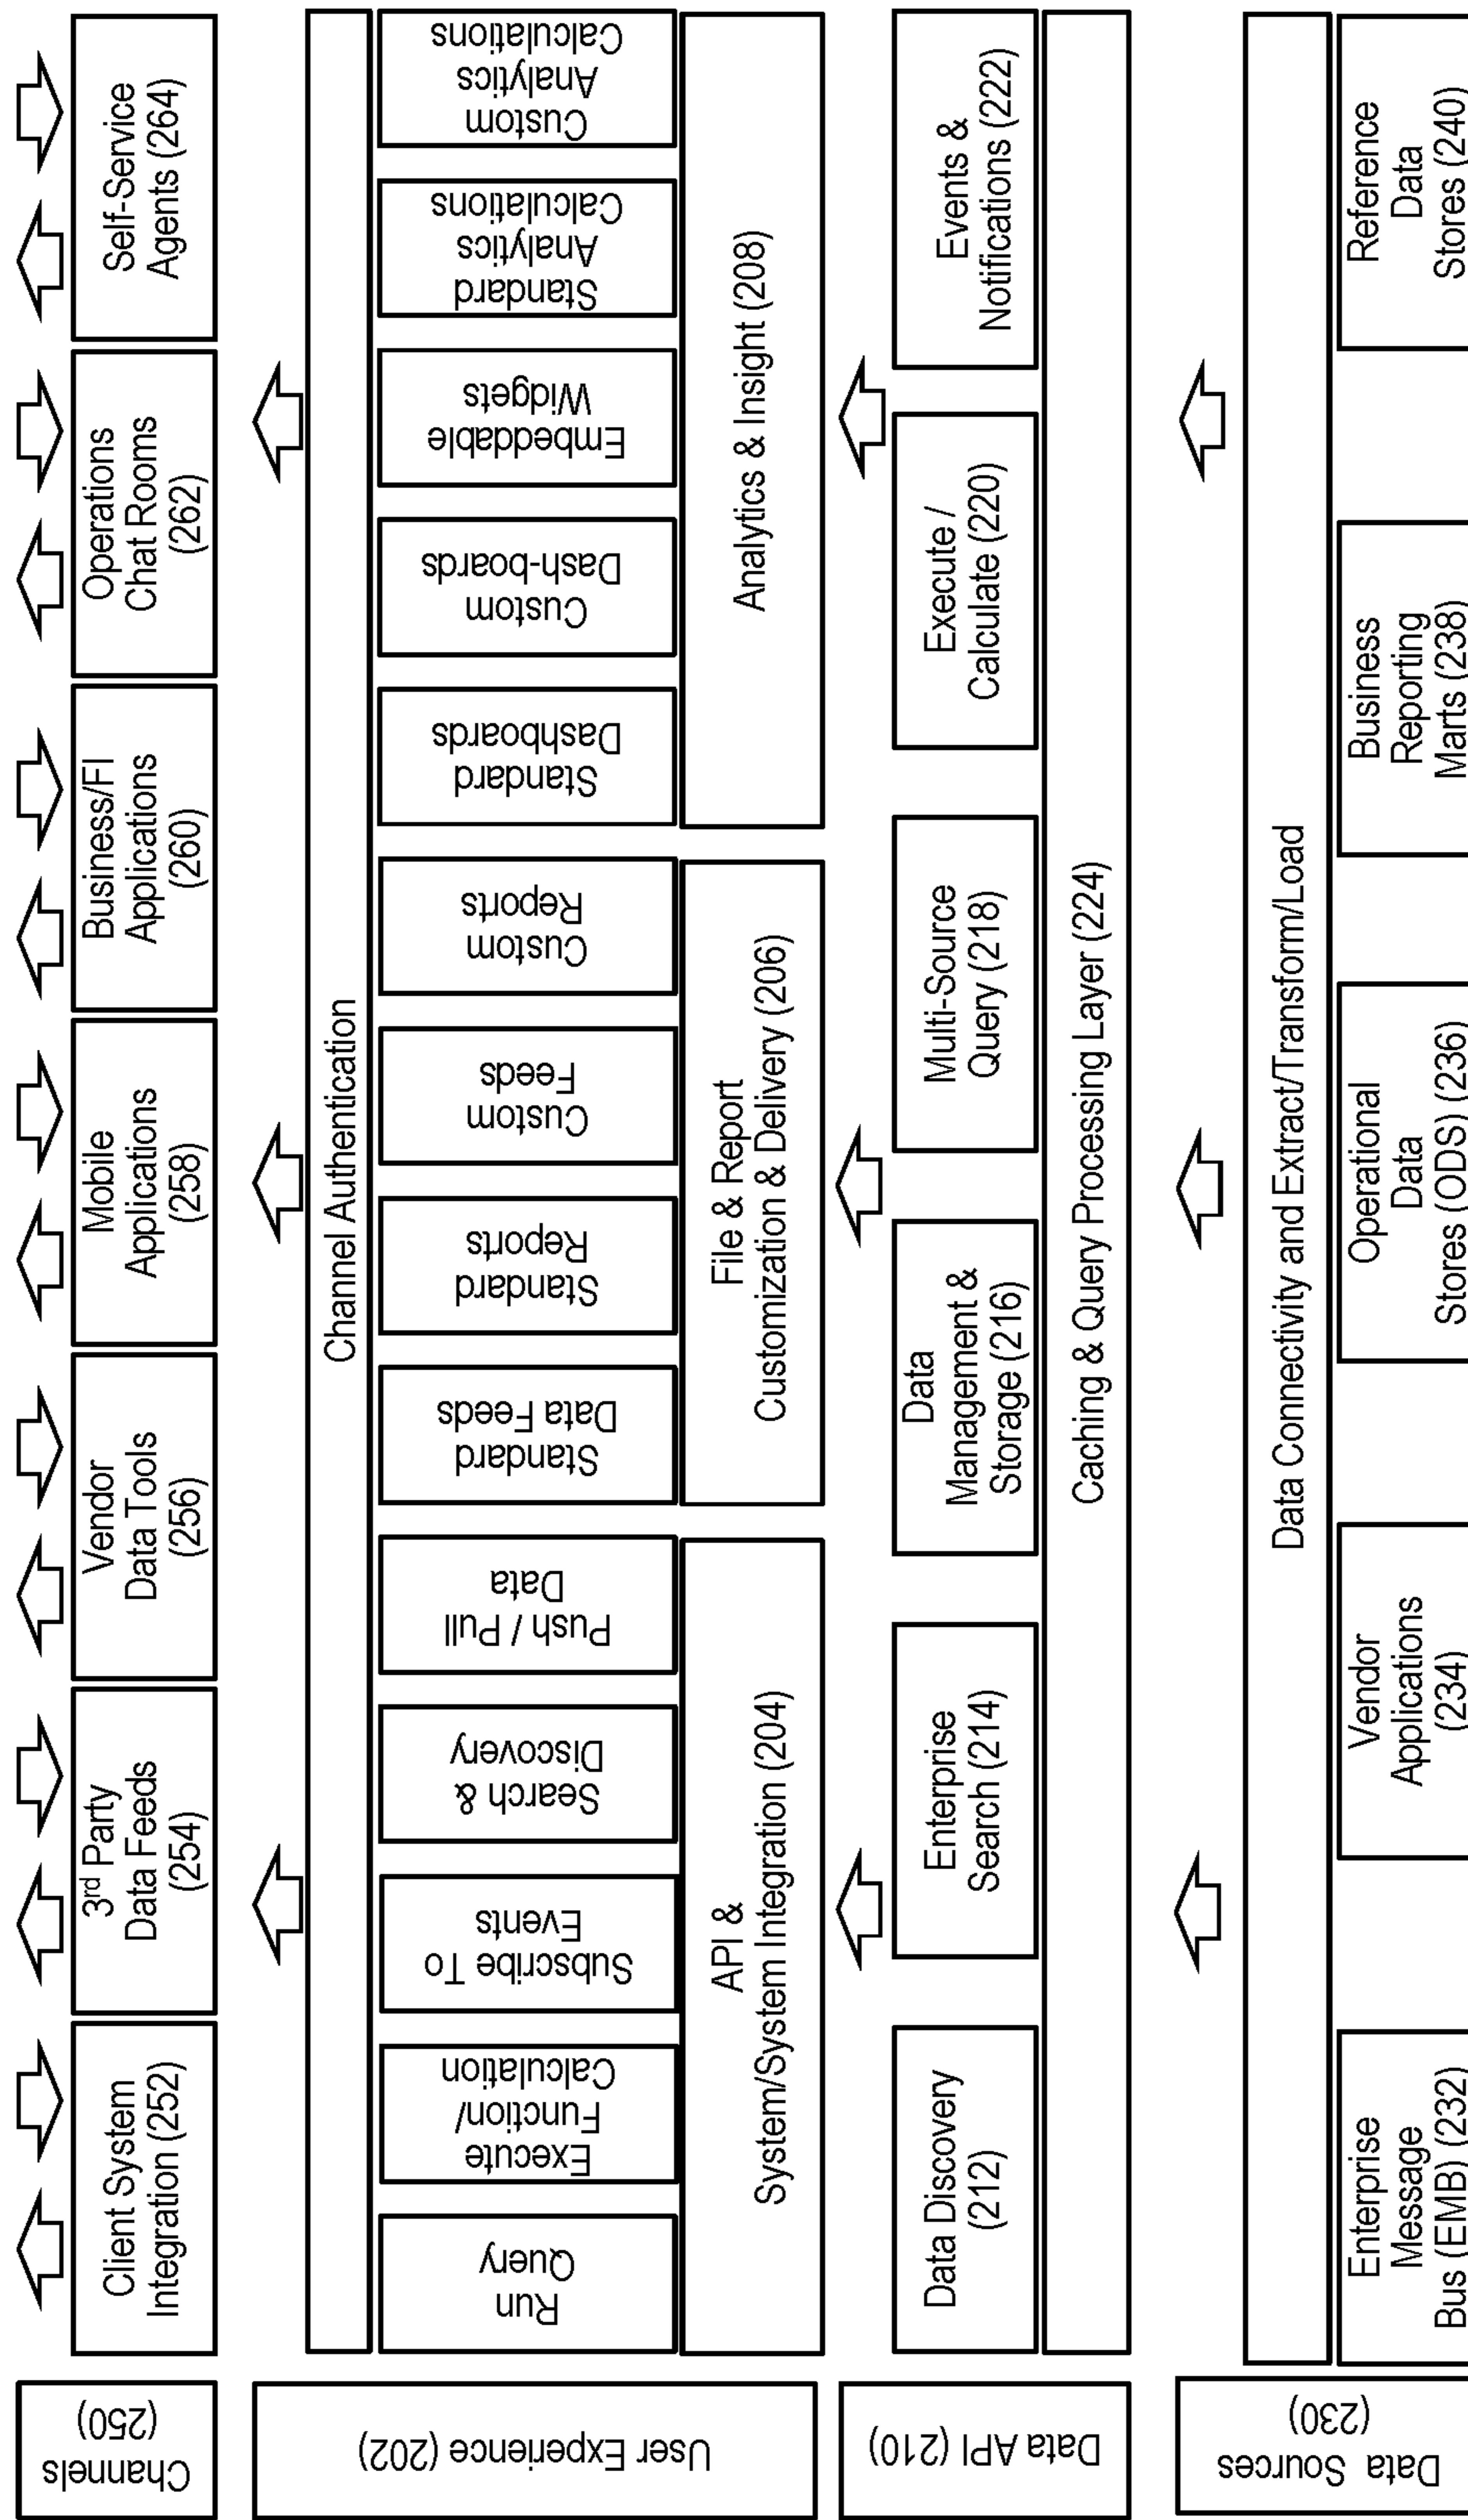 Channels
(250)
Client System
Integration (252)
3rd Party
Data Feeds
(254)
Vendor
Data Tools
(256)
Mobile
Applications
(258)
Business/FI
Applications
(260)
Operations
Chat Rooms
(262)
Self-Service
Agents (264)
User Experience (202)
Channel Authentication
Run
Query
Execute
Function/
Calculation
Subscribe To
Events
Search &
Discovery
Push / Pull
Data
Standard
Data Feeds
Standard
Reports
Custom
Feeds
Custom
Reports
Standard
Dashboards
Custom
Dash-boards
Embeddable
Widgets
Standard
Analytics
Calculations
Custom
Analytics
Calculations
API &
System/System Integration (204)
File & Report
Customization & Delivery (206)
Analytics & Insight (208)
Data API (210)
Data Discovery
(212)
Enterprise
Search (214)
Data
Management &
Storage (216)
Multi-Source
Query (218)
Execute /
Calculate (220)
Events &
Notifications (222)
Caching & Query Processing Layer (224)
Data Sources
(230)
Data Connectivity and Extract/Transform/Load
Enterprise
Message
Bus (EMB) (232)
Vendor
Applications
(234)
Operational
Data
Stores (ODS) (236)
Business
Reporting
Marts (238)
Reference
Data
Stores (240)